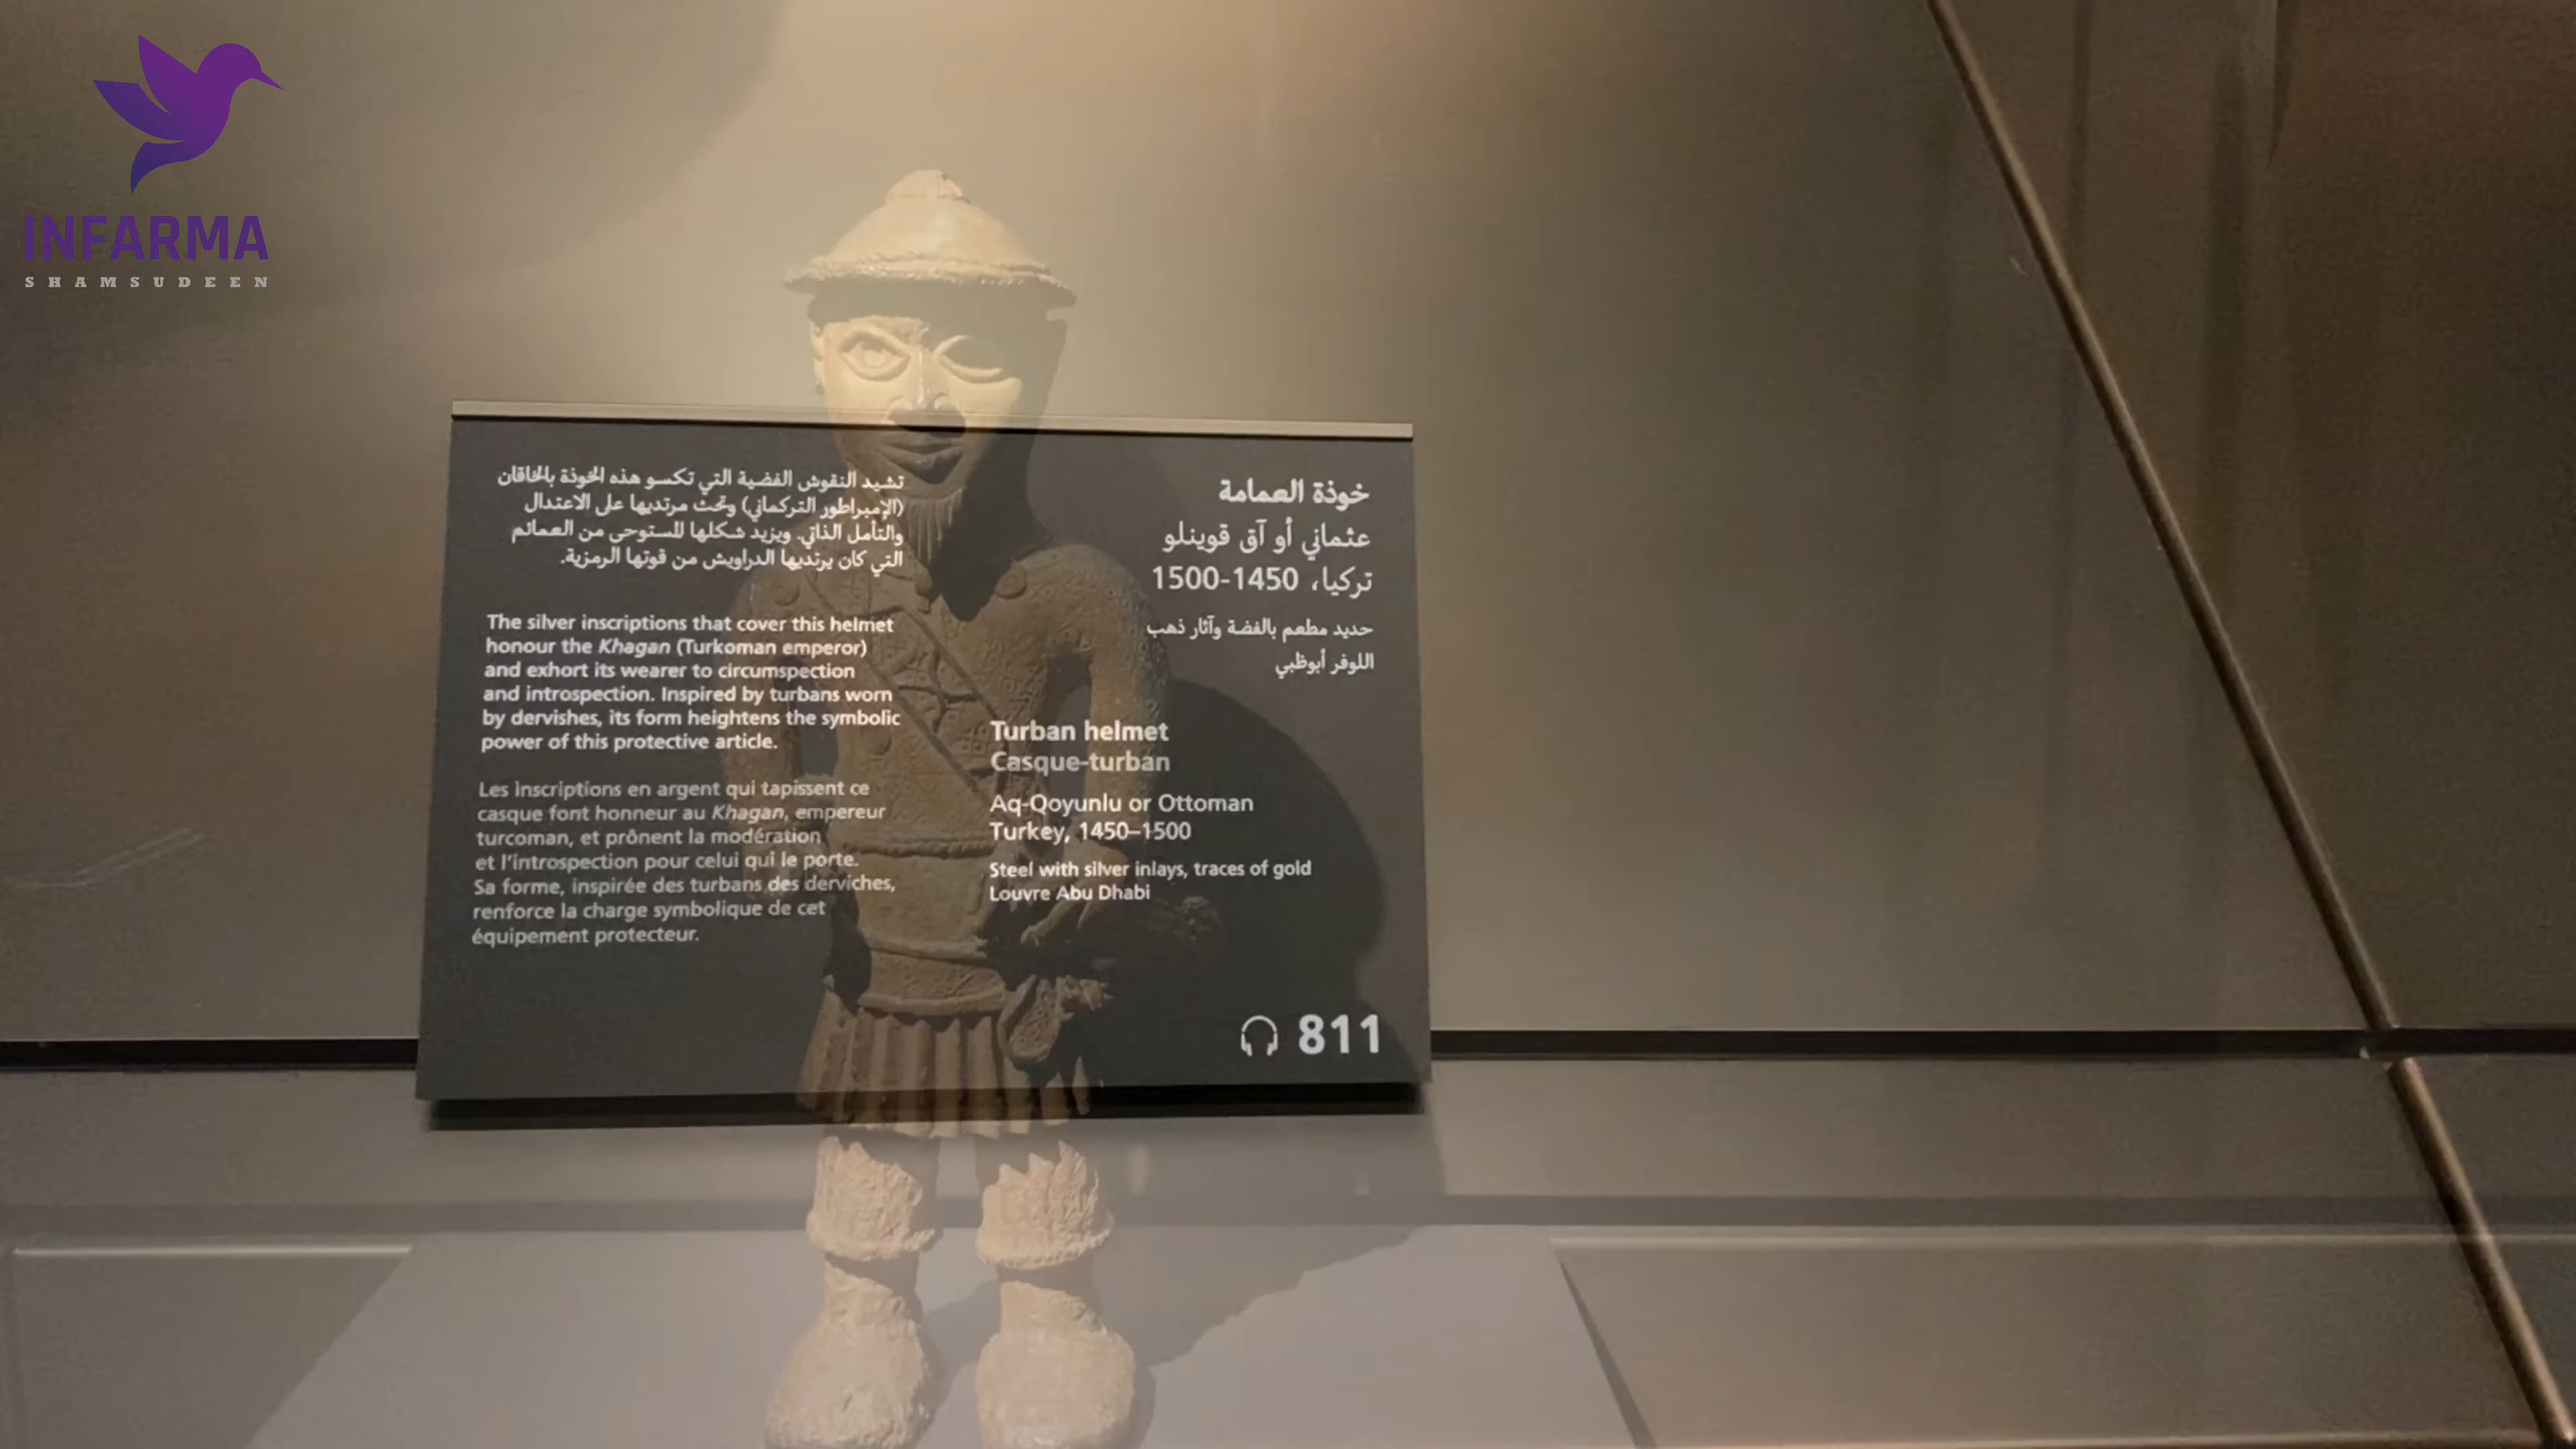 INFARMA
SHAMSUDEEN
تشيد النقوش الفضية التي تكسو هذه الخوذة بالخاقان
(الإمبراطور التركماني) وتحث مرتديها على الاعتدال
والتأمل الذاتي. ويزيد شكلها المستوحى من العمائم
التي كان يرتديها الدراويش من قوتها الرمزية.
The silver inscriptions that cover this helmet
honour the Khagan (Turkoman emperor)
and exhort its wearer to circumspection
and introspection. Inspired by turbans worn
by dervishes, its form heightens the symbolic
power of this protective article.
Les inscriptions en argent qui tapissent ce
casque font honneur au Khagan, empereur
turcoman, et prônent la modération
et l'introspection pour celui qui le porte.
Sa forme, inspirée des turbans des derviches,
renforce la charge symbolique de cet
équipement protecteur.
خوذة العمامة
عثماني أو آق قوينلو
تركيا، 1450-1500
حديد مطعم بالفضة وآثار ذهب
اللوفر أبوظبي
Turban helmet
Casque-turban
Aq-Qoyunlu or Ottoman
Turkey, 1450–1500
Steel with silver inlays, traces of gold
Louvre Abu Dhabi
811